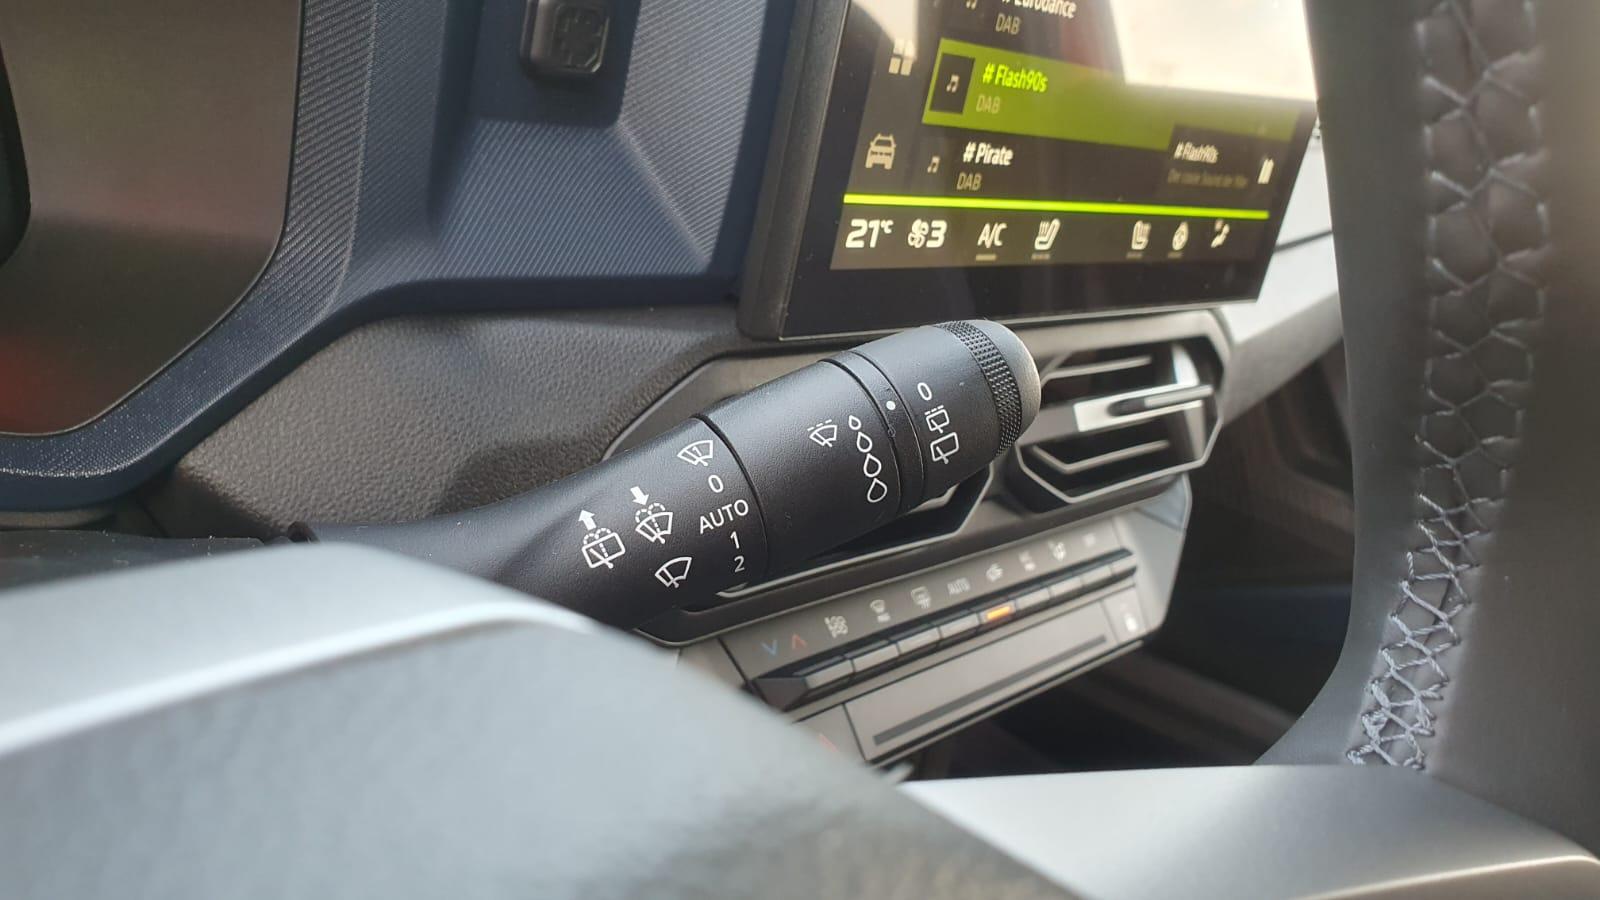 # Eurodance
DAB
# Flash90s
DAB
# Pirate
DAB
# Flash90s
21°C 3 A/C
0
0
AUTO
1
2
AUTO